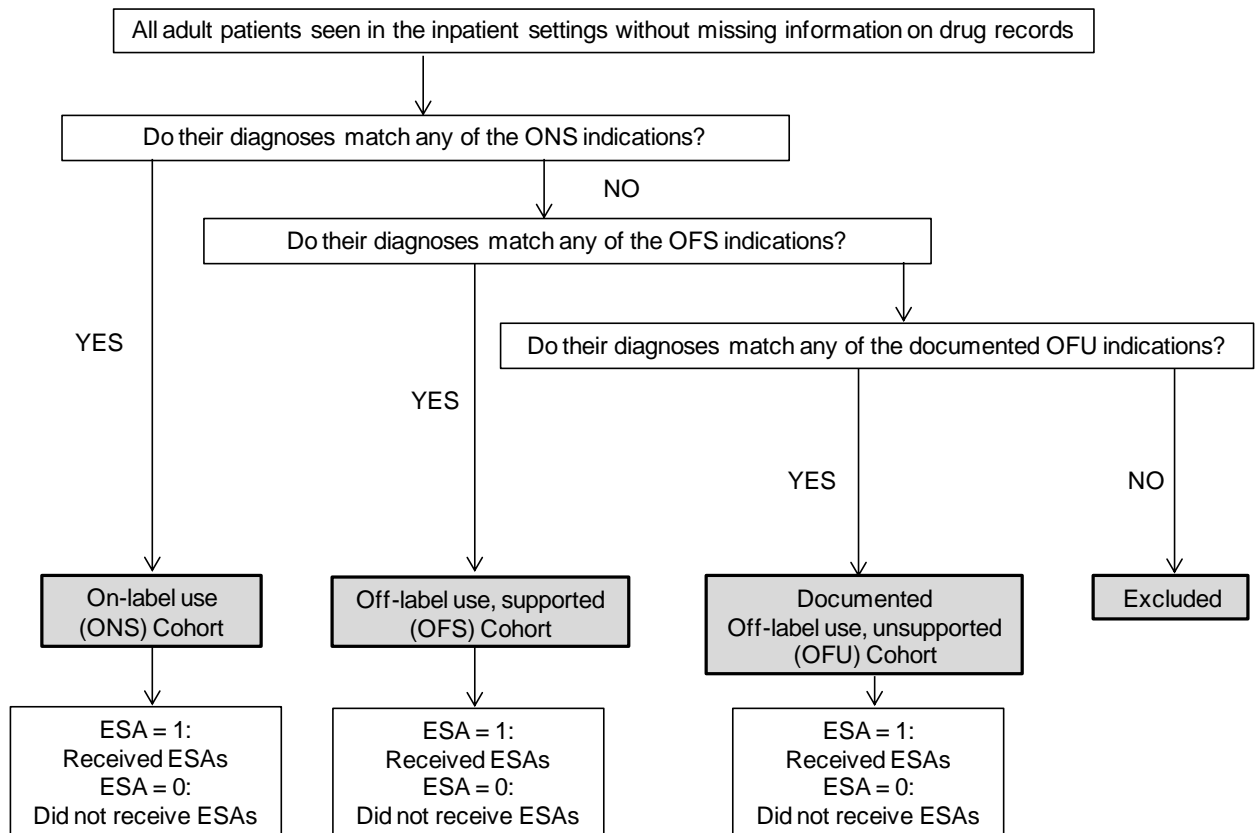 All adult patients seen in the inpatient settings without missing information on drug records
Do their diagnoses match any of the ONS indications?
NO
Do their diagnoses match any of the OFS indications?
YES
Do their diagnoses match any of the documented OFU indications?
YES
YES
NO
On-label use
(ONS) Cohort
Off-label use, supported
(OFS) Cohort
Documented
Off-label use, unsupported
(OFU) Cohort
Excluded
ESA = 1:
Received ESAs
ESA = 0:
Did not receive ESAs
ESA = 1:
Received ESAs
ESA = 0:
Did not receive ESAs
ESA = 1:
Received ESAs
ESA = 0:
Did not receive ESAs